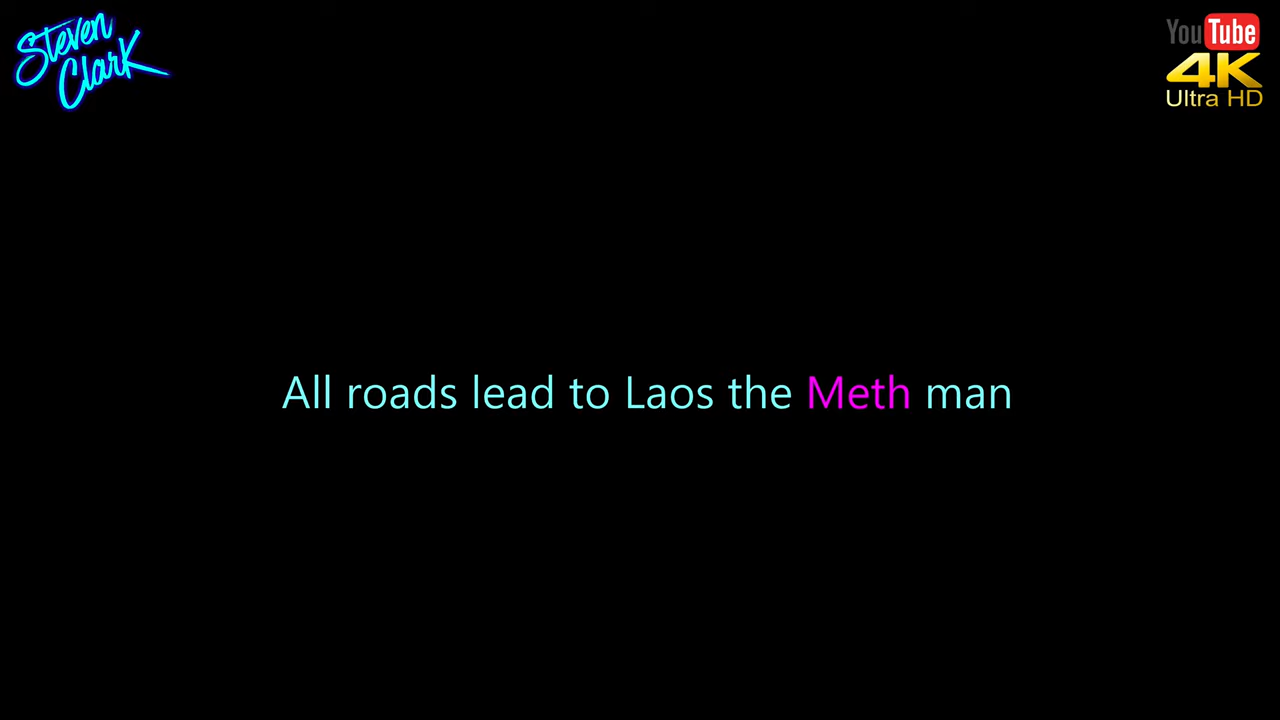 Steven
Clark
YouTube
4K
Ultra HD
All roads lead to Laos the Meth man